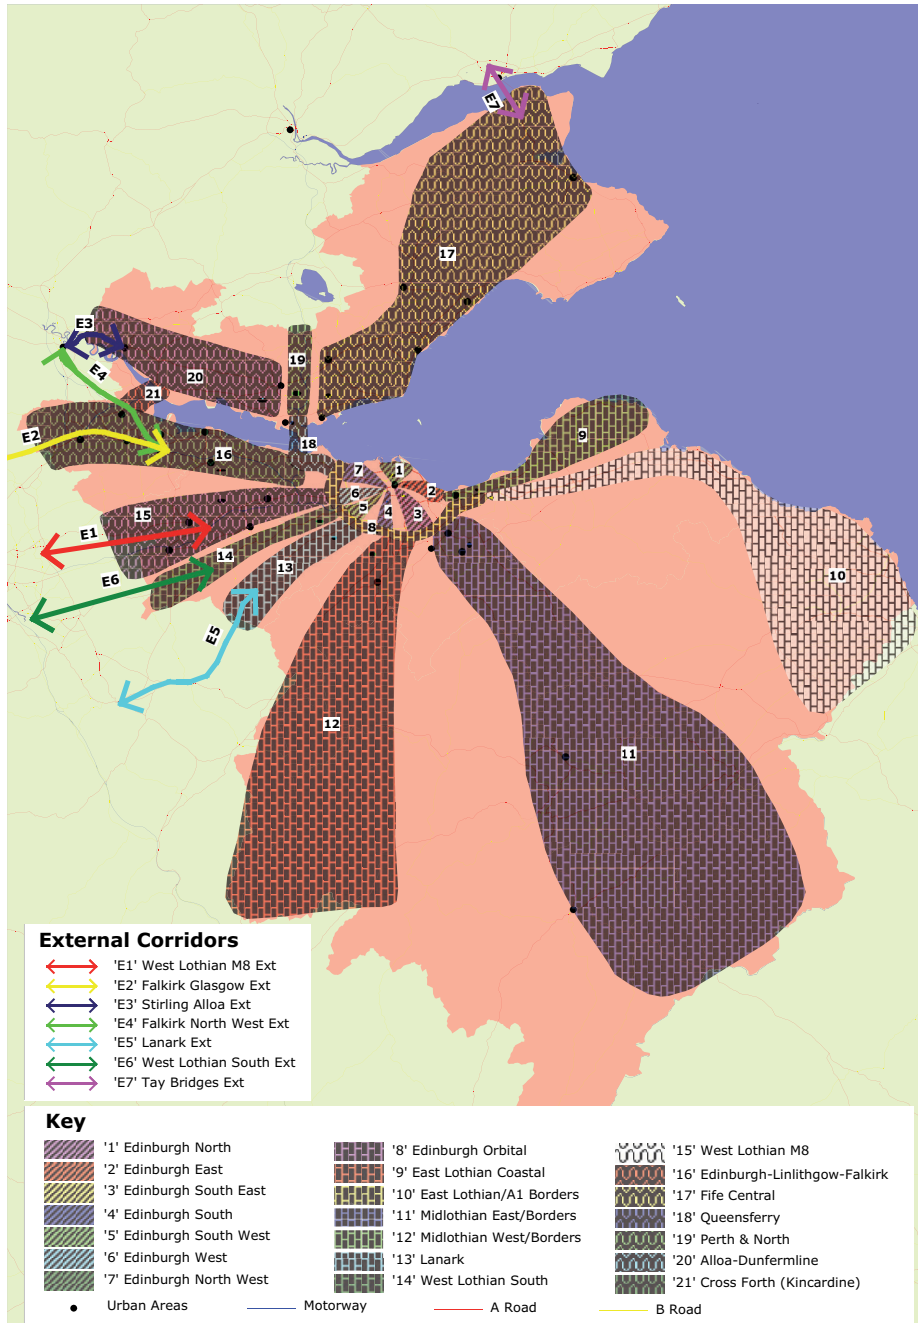 E7
17
E3
19
20
E4
21
9
E2
18
16
7
1
6
2
5
4
3
15
8
E1
14
13
10
E6
E5
12
11
External Corridors
'E1' West Lothian M8 Ext
'E2' Falkirk Glasgow Ext
'E3' Stirling Alloa Ext
'E4' Falkirk North West Ext
'E5' Lanark Ext
'E6' West Lothian South Ext
'E7' Tay Bridges Ext
Key
'1' Edinburgh North
'2' Edinburgh East
'3' Edinburgh South East
'4' Edinburgh South
'5' Edinburgh South West
'6' Edinburgh West
'7' Edinburgh North West
'8' Edinburgh Orbital
'9' East Lothian Coastal
'10' East Lothian/A1 Borders
'11' Midlothian East/Borders
'12' Midlothian West/Borders
'13' Lanark
'14' West Lothian South
'15' West Lothian M8
'16' Edinburgh-Linlithgow-Falkirk
'17' Fife Central
'18' Queensferry
'19' Perth & North
'20' Alloa-Dunfermline
'21' Cross Forth (Kincardine)
Urban Areas
Motorway
A Road
B Road